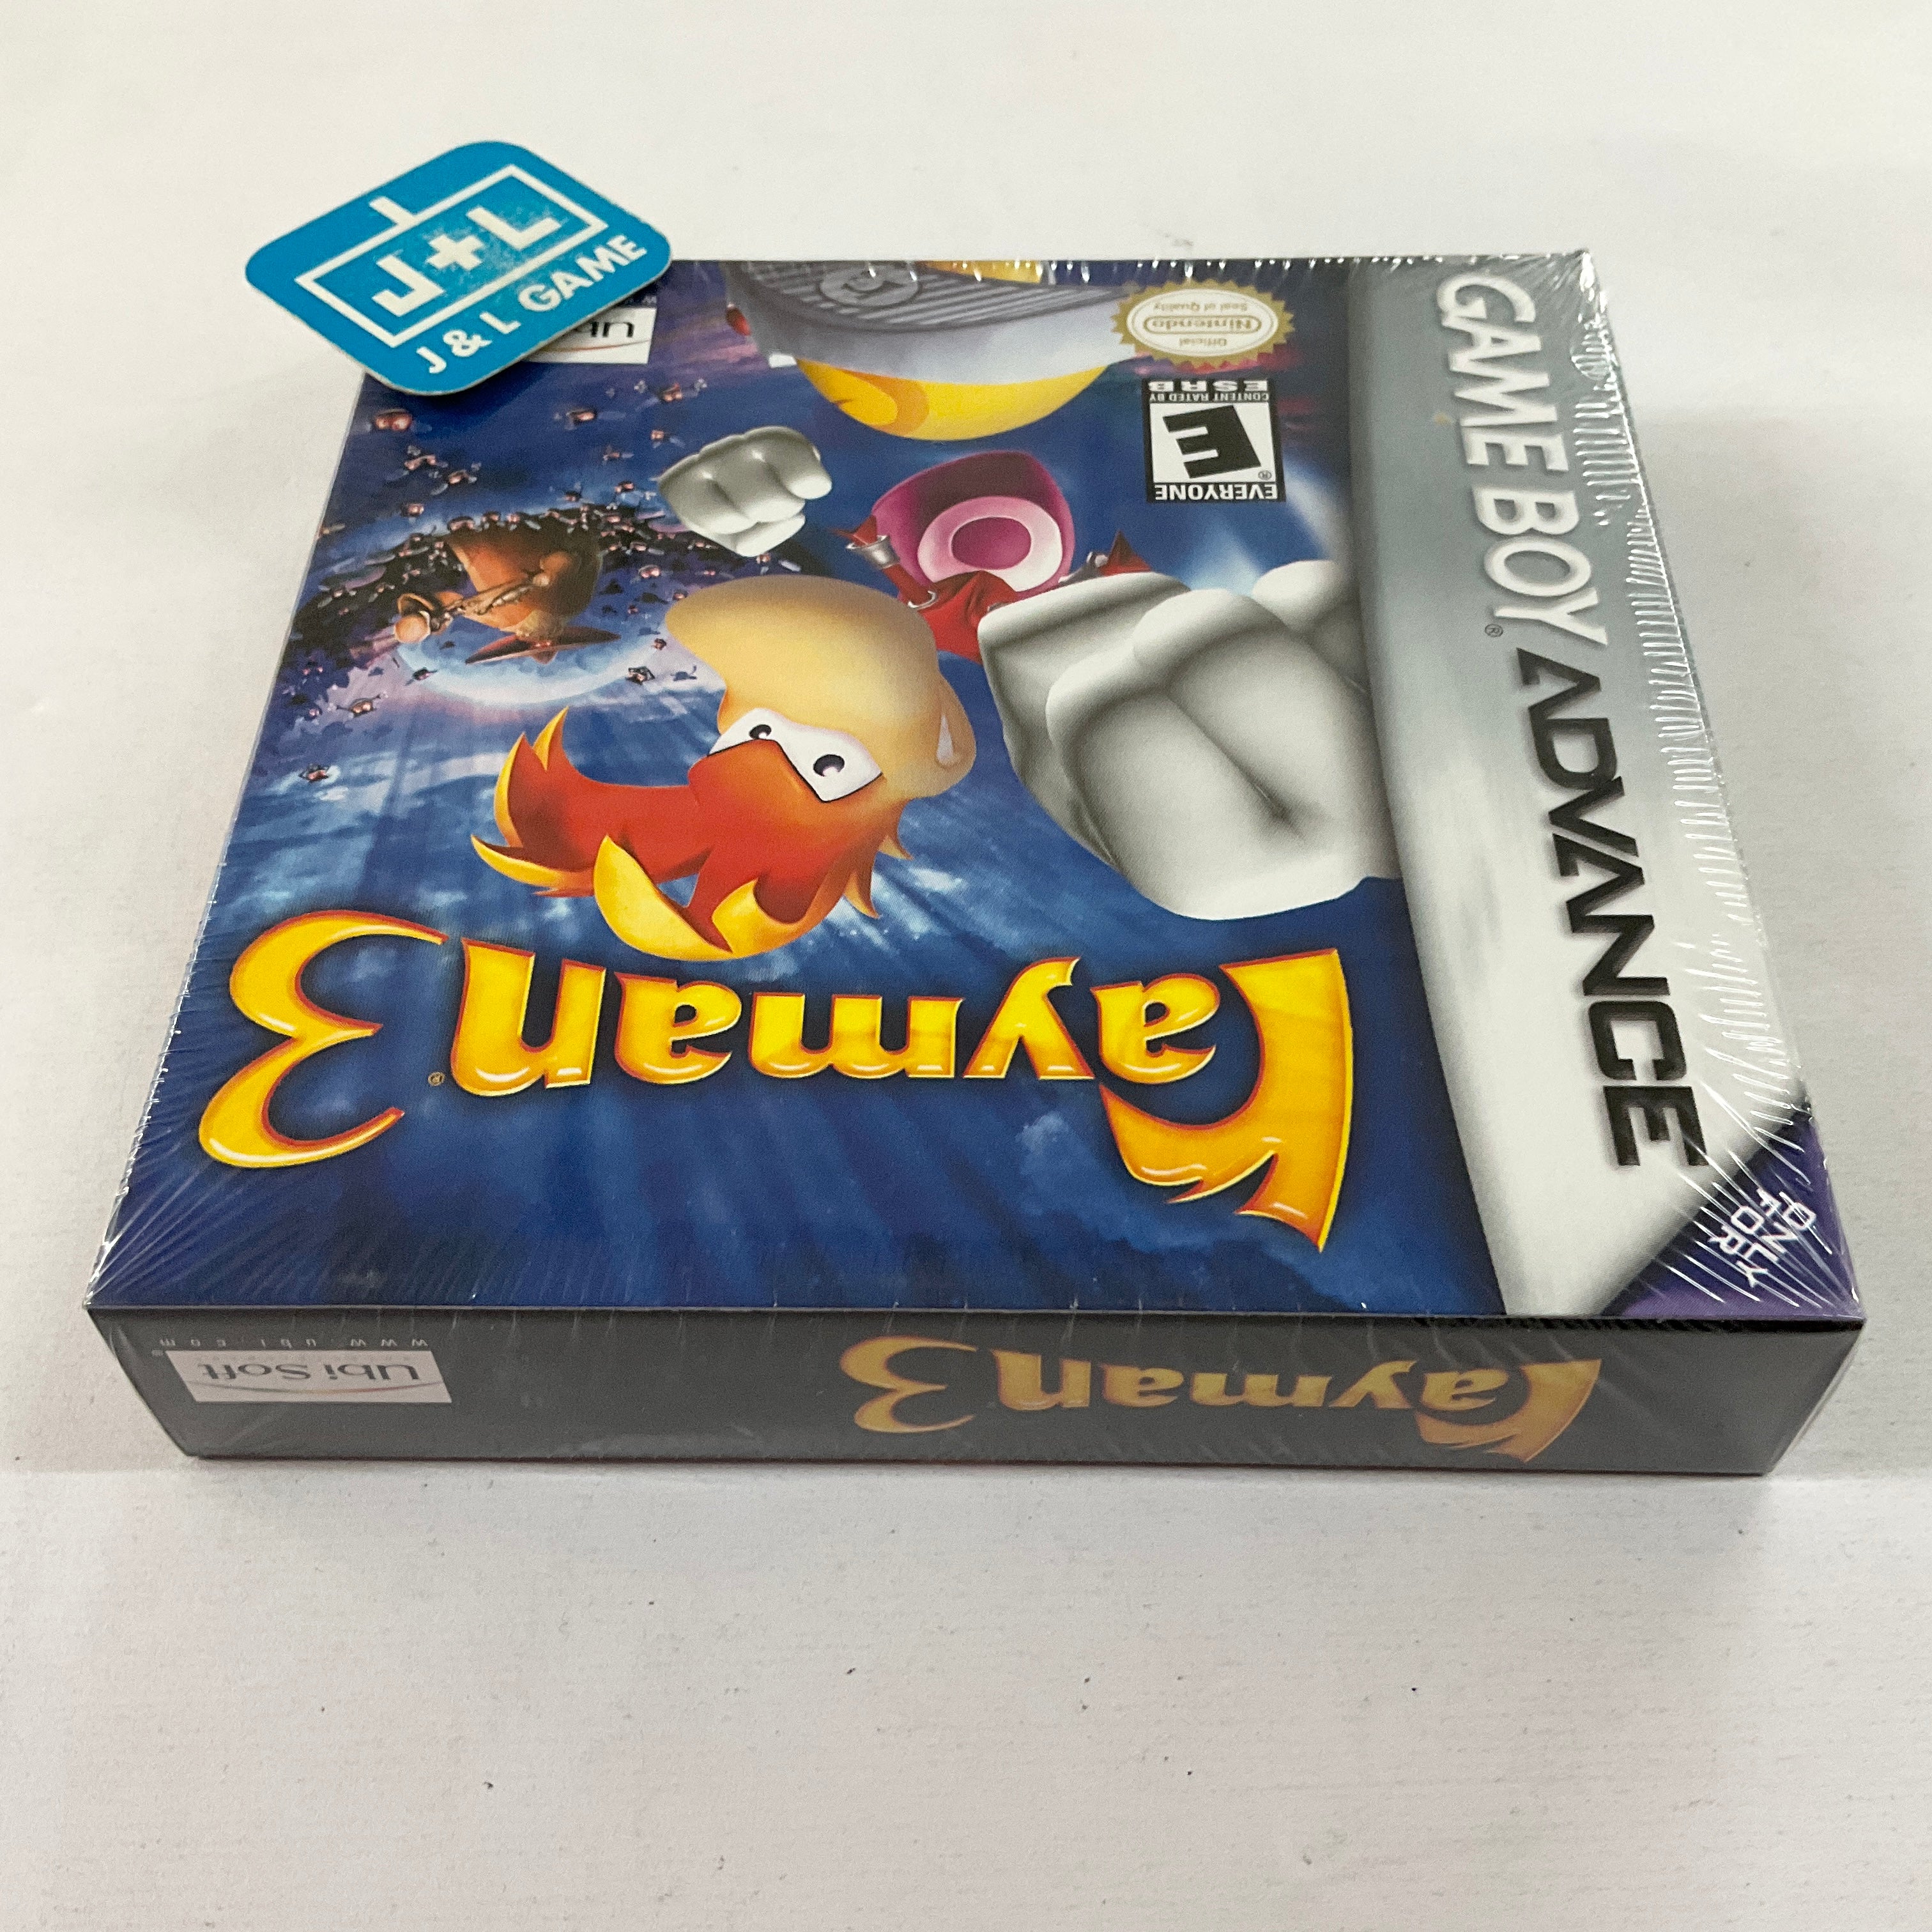 J+L
J & L GAME
Ubi
Official
Nintendo
Seal of Quality
EVERYONE
E
®
CONTENT RATED BY
ESRB
GAME BOY ADVANCE
®
ONLY
FOR
Rayman 3
®
Rayman 3
Ubi Soft
®
www.ubi.com